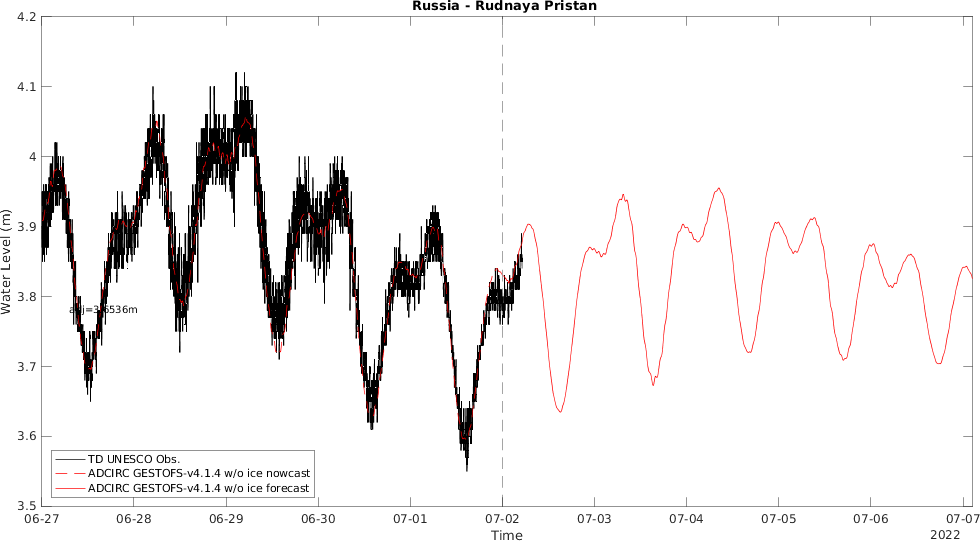 Russia - Rudnaya Pristan
4.2
4.1
4
3.9
3.8
3.7
3.6
3.5
Water Level (m)
adj=3.6536m
TD UNESCO Obs.
ADCIRC GESTOFS-v4.1.4 w/o ice nowcast
ADCIRC GESTOFS-v4.1.4 w/o ice forecast
06-27 06-28 06-29 06-30 07-01 07-02 07-03 07-04 07-05 07-06 07-07
Time
2022